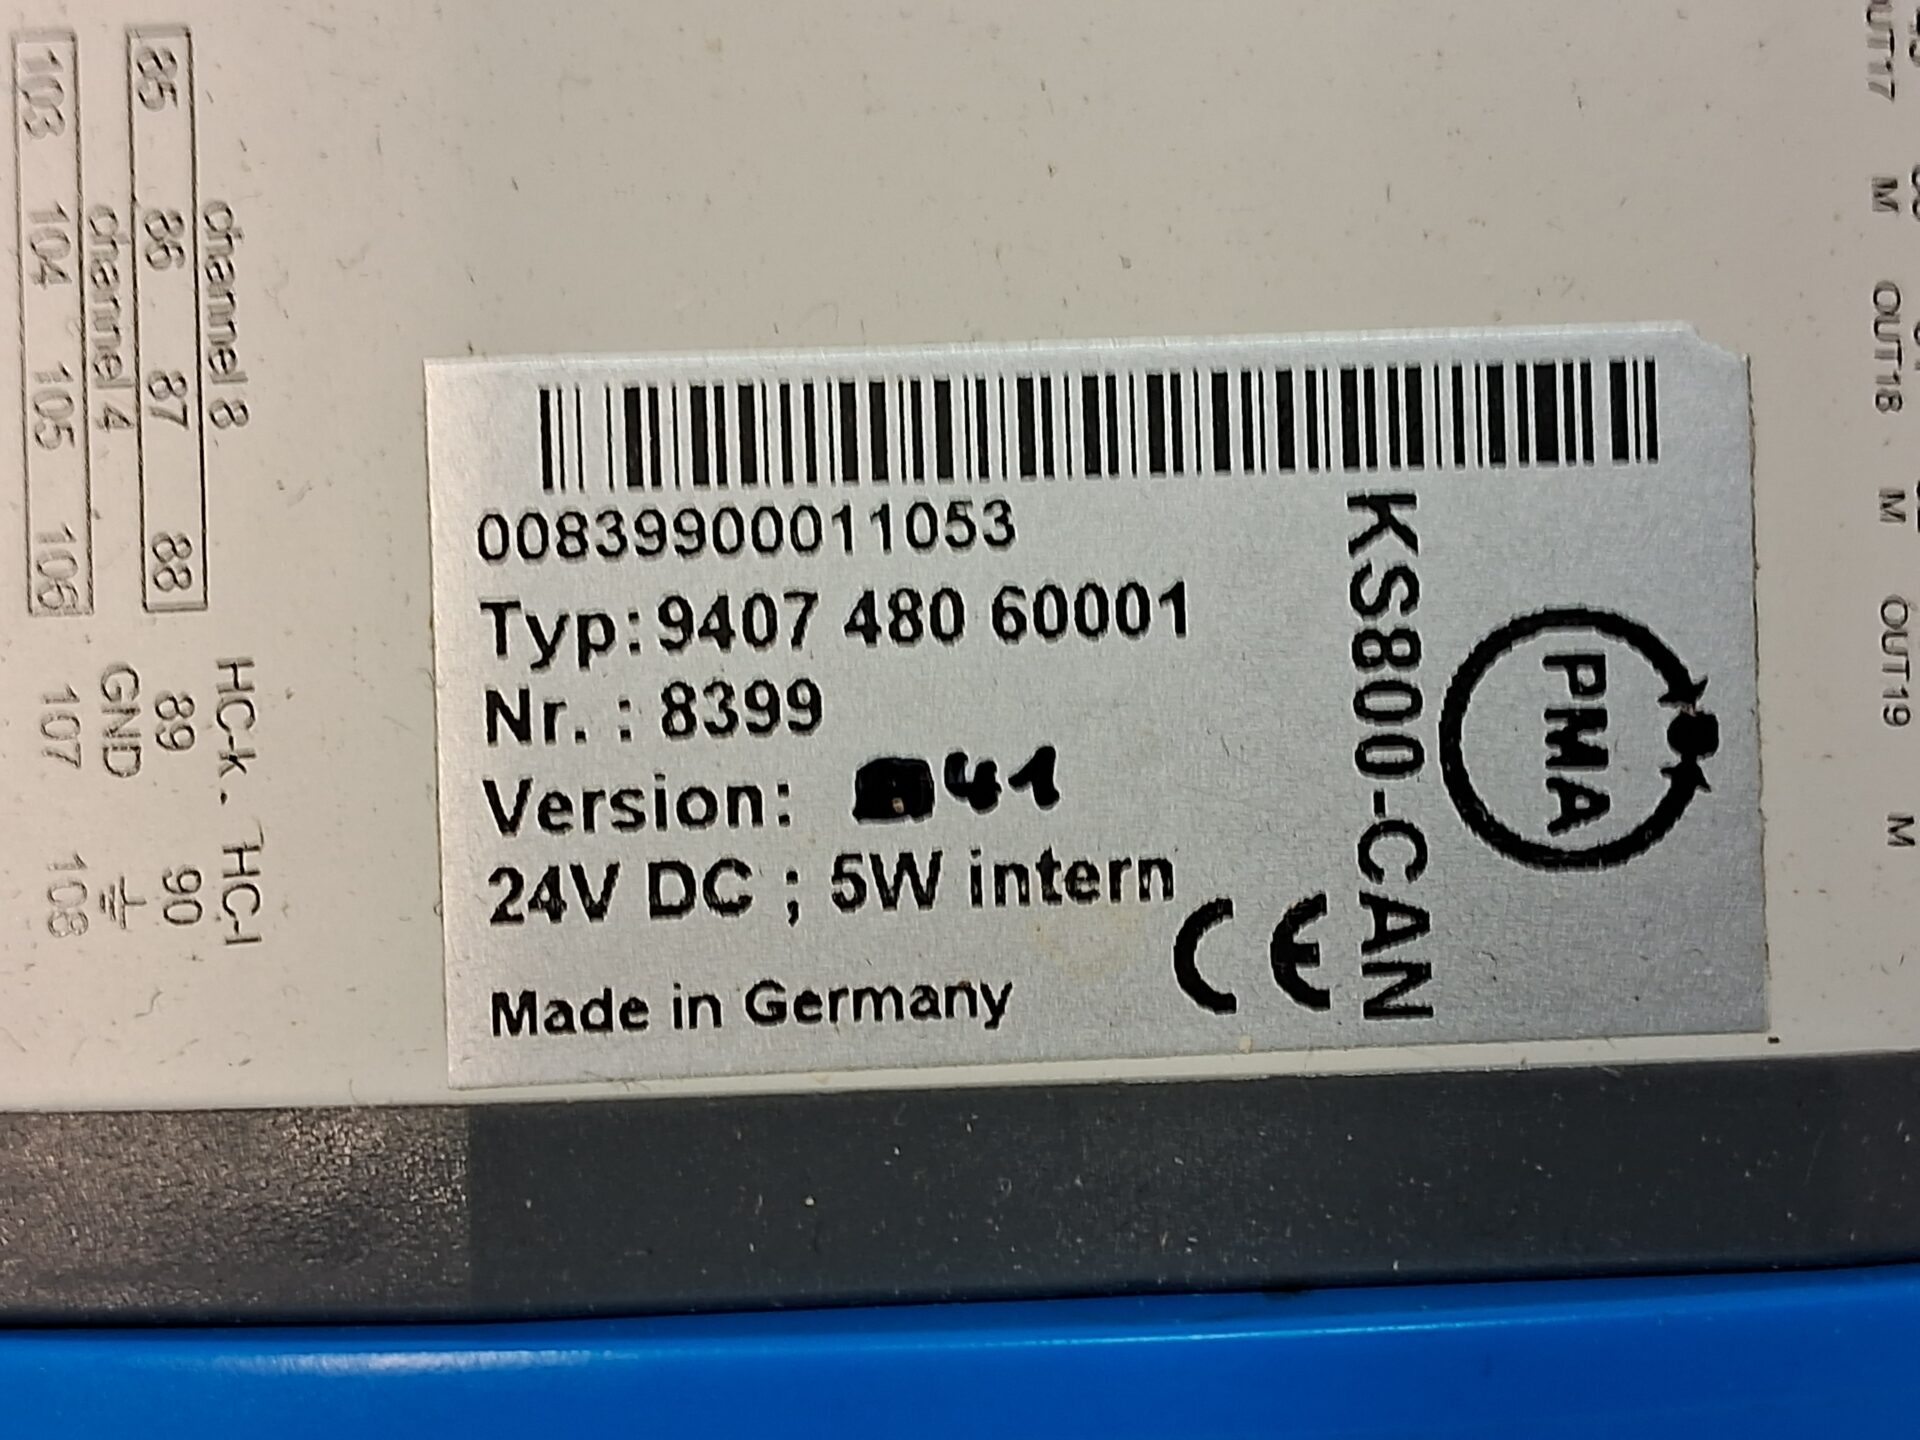 00839900011053
Typ: 9407 480 60001
Nr. : 8399
Version: 41
24V DC ; 5W intern
Made in Germany
CE
KS800-CAN
PMA
channel 8
85 86 87 88
channel 4
103 104 105 106
HC-k. HC-I
89 90
GND
107 108
OUT17 M OUT18 M OUT19 M